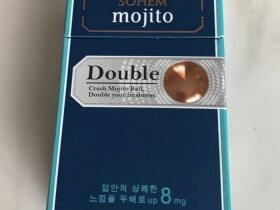 SOHEM
mojito
Double
Crush Mojito Ball,
Double your freshness
입안의 상쾌한
느낌을 두배로 up 8 mg